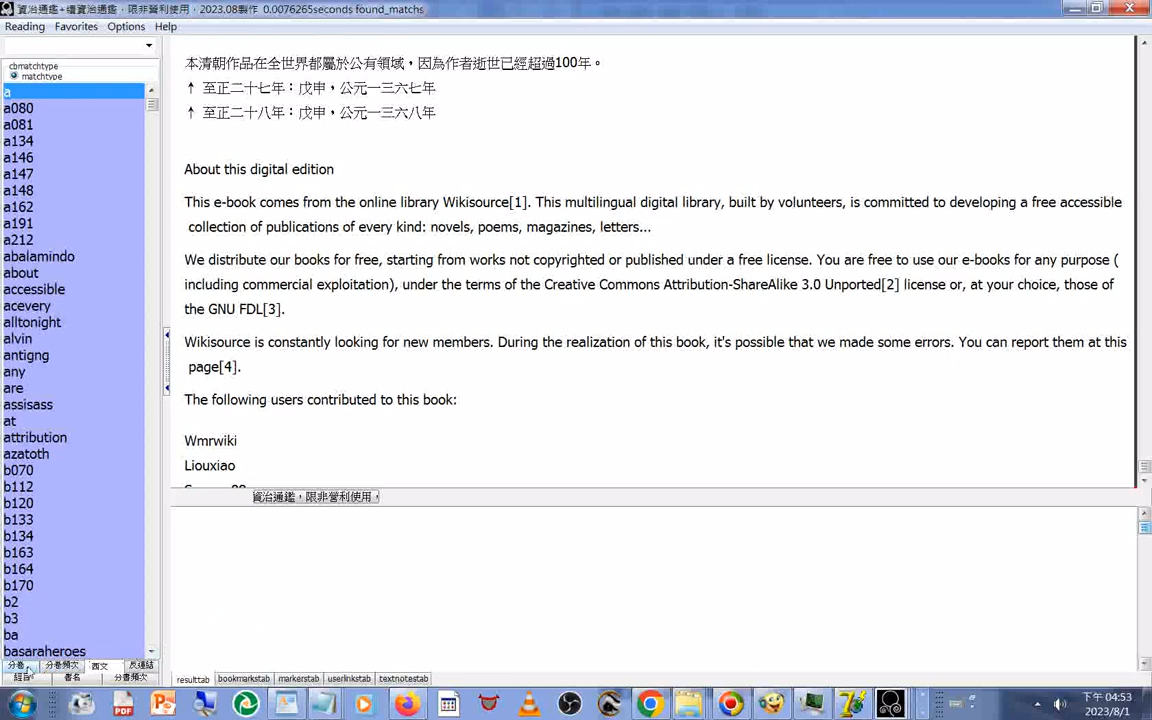 資治通鑑+續資治通鑑，限非營利使用，2023.08製作 0.0076265seconds found_matchs
Reading Favorites Options Help
cbmatchtype
matchtype
a
a080
a081
a134
a146
a147
a148
a162
a191
a212
abalamindo
about
accessible
acevery
alltonight
alvin
antigng
any
are
assisass
at
attribution
azatoth
b070
b112
b120
b133
b134
b163
b164
b170
b2
b3
ba
basaraheroes
分卷 分卷頻次 西文 反連結
書名 分書頻次
本清朝作品在全世界都屬於公有領域，因為作者逝世已經超過100年。
↑ 至正二十七年：戊申，公元一三六七年
↑ 至正二十八年：戊申，公元一三六八年
About this digital edition
This e-book comes from the online library Wikisource[1]. This multilingual digital library, built by volunteers, is committed to developing a free accessible
collection of publications of every kind: novels, poems, magazines, letters...
We distribute our books for free, starting from works not copyrighted or published under a free license. You are free to use our e-books for any purpose (
including commercial exploitation), under the terms of the Creative Commons Attribution-ShareAlike 3.0 Unported[2] license or, at your choice, those of
the GNU FDL[3].
Wikisource is constantly looking for new members. During the realization of this book, it's possible that we made some errors. You can report them at this
page[4].
The following users contributed to this book:
Wmrwiki
Liouxiao
資治通鑑，限非營利使用，
resulttab bookmarkstab markerstab userlinkstab textnotestab
下午 04:53
2023/8/1